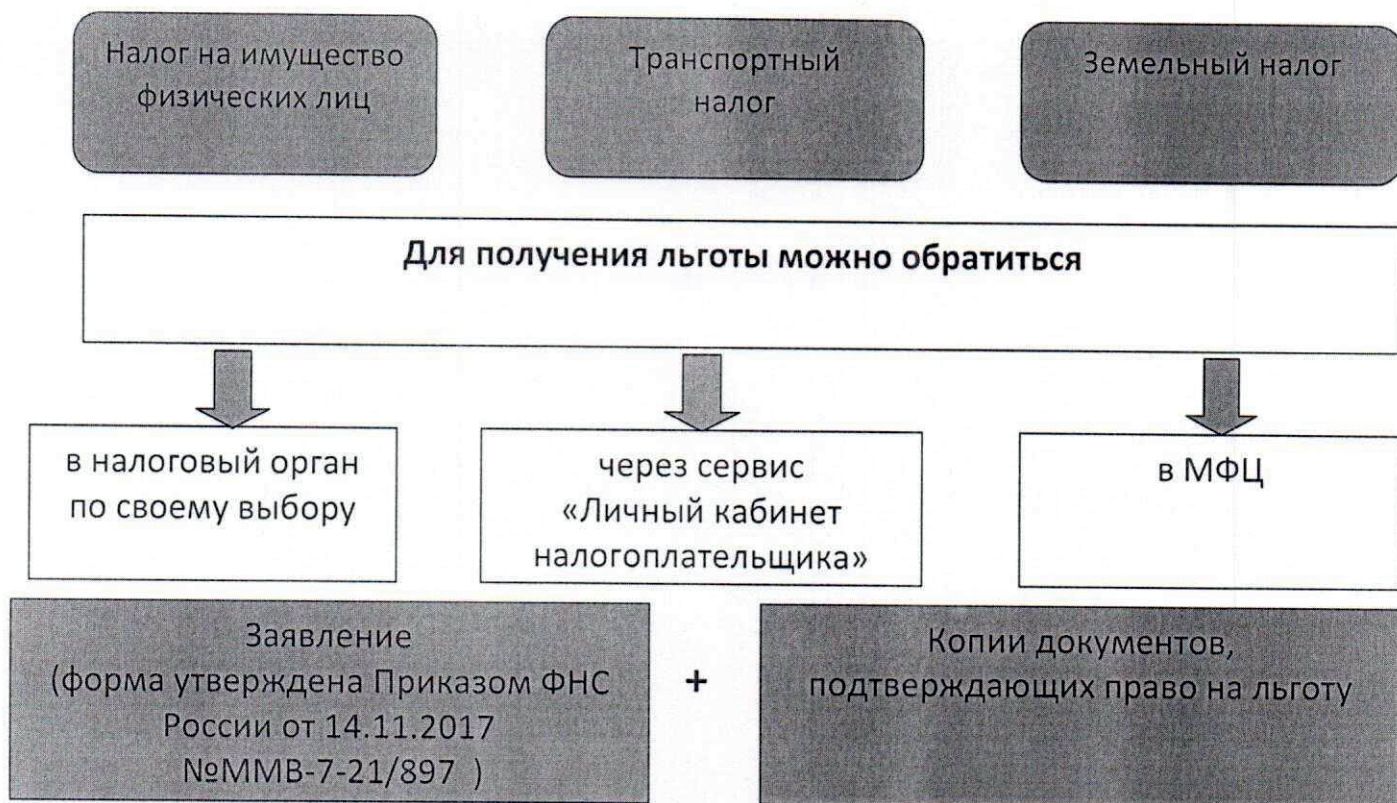 Налог на имущество
физических лиц
Транспортный
налог
Земельный налог
Для получения льготы можно обратиться
в налоговый орган
по своему выбору
через сервис
«Личный кабинет
налогоплательщика»
в МФЦ
Заявление
(форма утверждена Приказом ФНС
России от 14.11.2017
№ММВ-7-21/897 )
+
Копии документов,
подтверждающих право на льготу